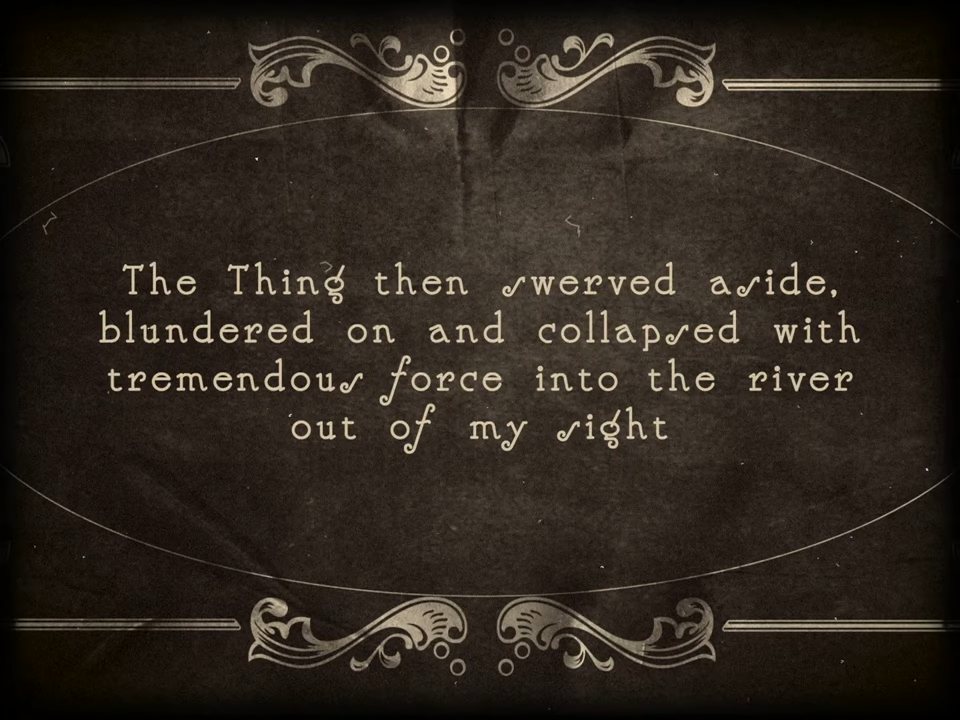 The Thing then swerved aside,
blundered on and collapsed with
tremendous force into the river
out of my sight